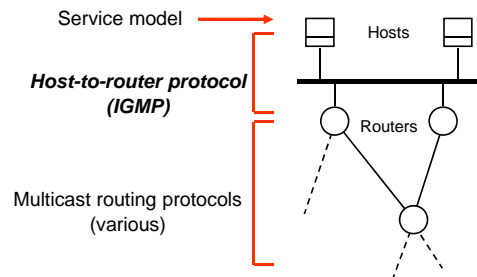 Service model
Hosts
Host-to-router protocol
(IGMP)
Routers
Multicast routing protocols
(various)